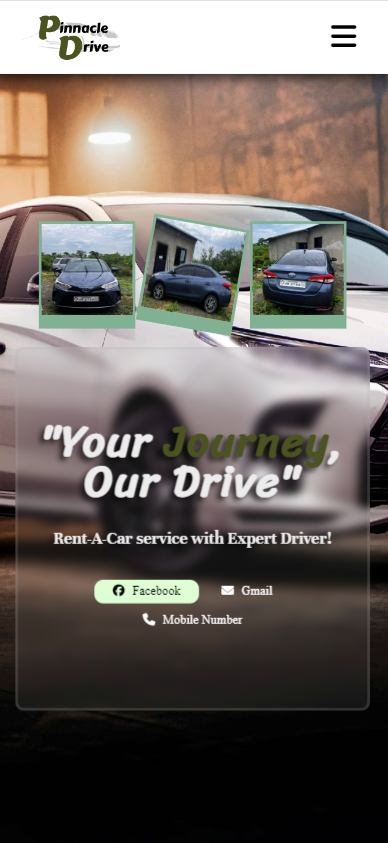 Pinnacle
Drive
"Your Journey,
Our Drive"
Rent-A-Car service with Expert Driver!
Facebook
Gmail
Mobile Number